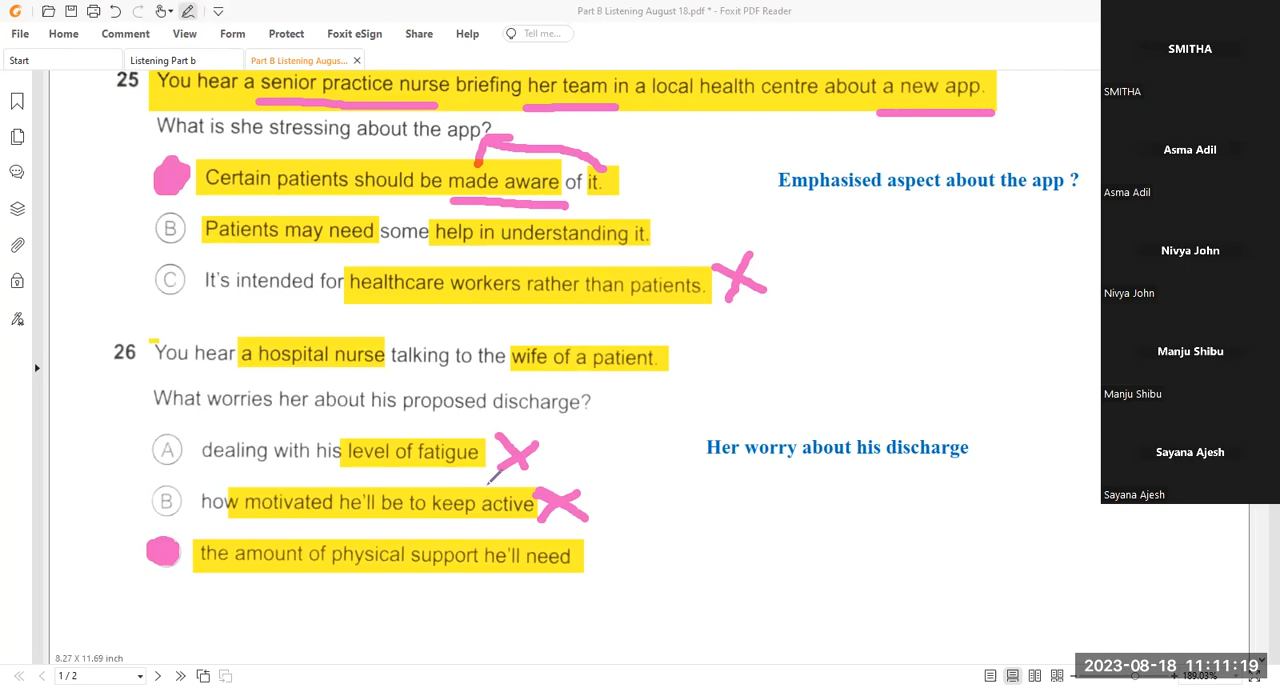 Part B Listening August 18.pdf * - Foxit PDF Reader
File Home Comment View Form Protect Foxit eSign Share Help Tell me...
Start Listening Part b Part B Listening Augus...
25 You hear a senior practice nurse briefing her team in a local health centre about a new app.
What is she stressing about the app?
Certain patients should be made aware of it.
Emphasised aspect about the app ?
B Patients may need some help in understanding it.
C It's intended for healthcare workers rather than patients.
26 You hear a hospital nurse talking to the wife of a patient.
What worries her about his proposed discharge?
A dealing with his level of fatigue
Her worry about his discharge
B how motivated he'll be to keep active
the amount of physical support he'll need
8.27 X 11.69 inch
1 / 2
189.03%
SMITHA
SMITHA
Asma Adil
Asma Adil
Nivya John
Nivya John
Manju Shibu
Manju Shibu
Sayana Ajesh
Sayana Ajesh
2023-08-18 11:11:19